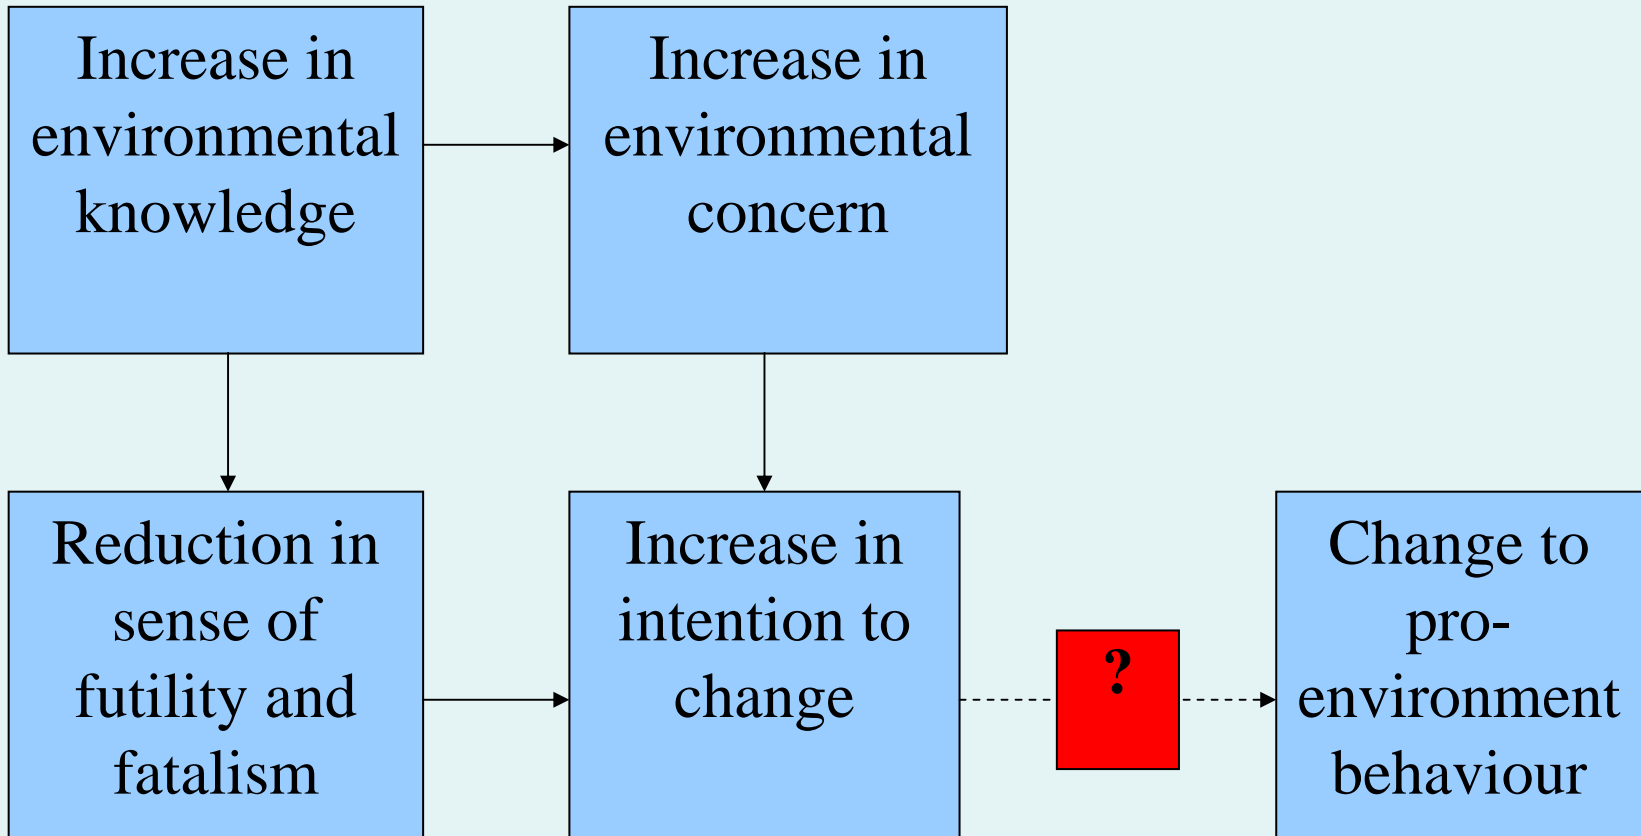 Increase in
environmental
knowledge
Increase in
environmental
concern
Reduction in
sense of
futility and
fatalism
Increase in
intention to
change
?
Change to
pro-
environment
behaviour